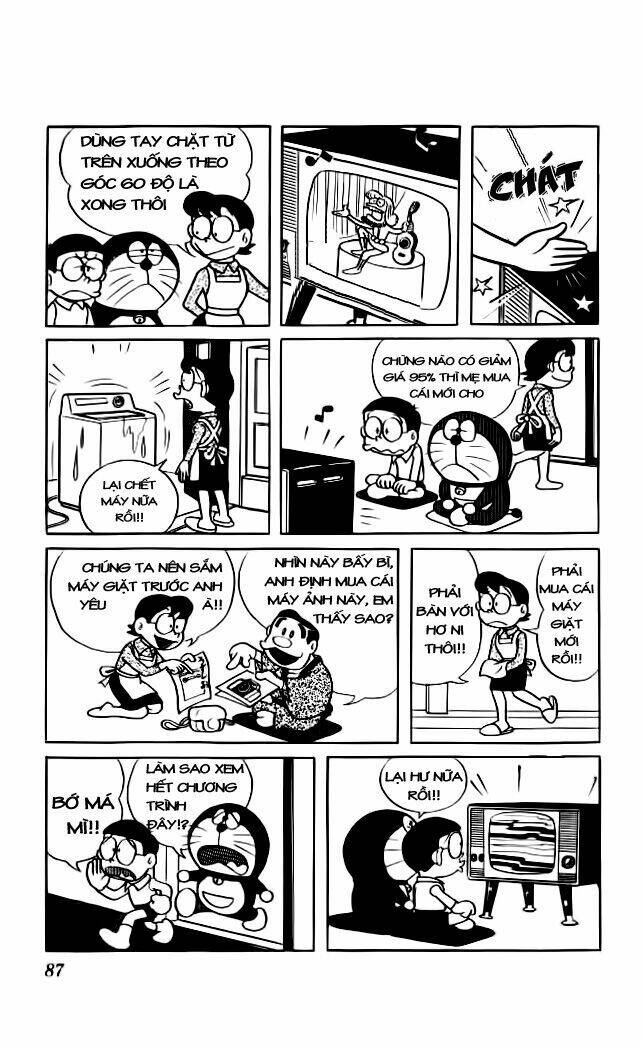 CHÁT
DÙNG TAY CHẶT TỪ
TRÊN XUỐNG THEO
GÓC 60 ĐỘ LÀ
XONG THÔI
CHỪNG NÀO CÓ GIẢM
GIÁ 95% THÌ MẸ MUA
CÁI MỚI CHO
LẠI CHẾT
MÁY NỮA
RỒI!!
PHẢI
MUA CÁI
MÁY
GIẶT
MỚI
RỒI!!
PHẢI
BÀN VỚI
HƠ NI
THÔI!!
NHÌN NÀY BẤY BÌ,
ANH ĐỊNH MUA CÁI
MÁY ẢNH NÀY, EM
THẤY SAO?
CHÚNG TA NÊN SẮM
MÁY GIẶT TRƯỚC ANH
YÊU À!!
LẠI HƯ NỮA
RỒI!!
LÀM SAO XEM
HẾT CHƯƠNG
TRÌNH
ĐÂY!?
BỚ MÁ
MÌ!!
87